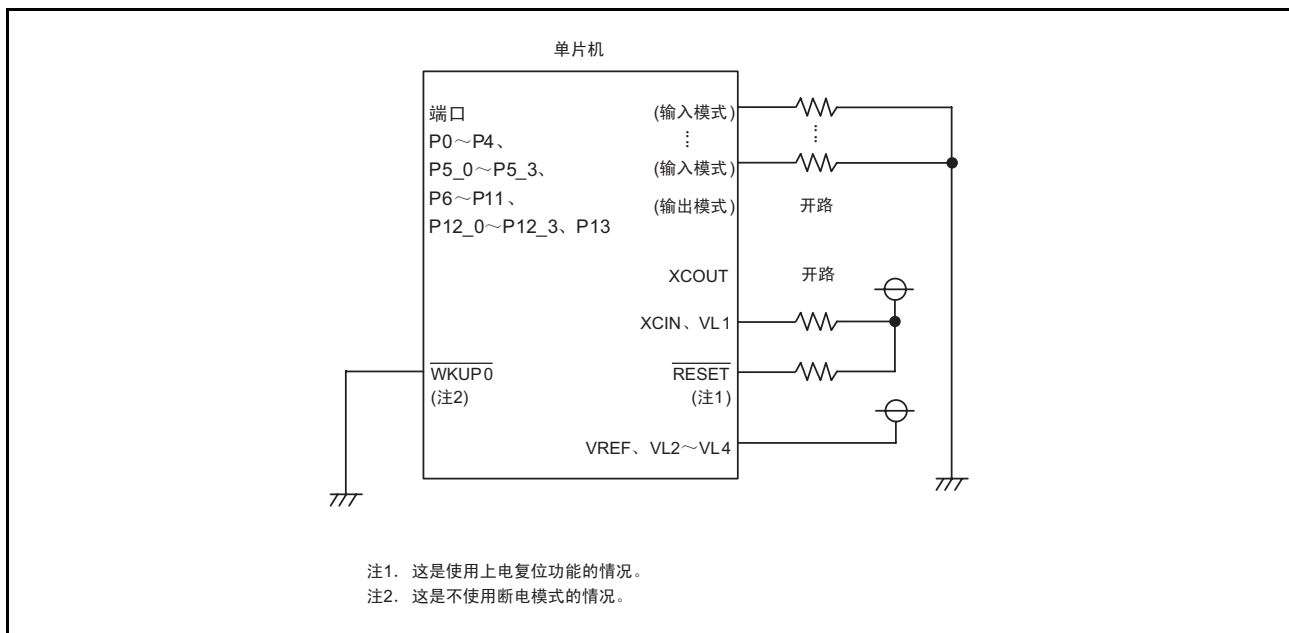 单片机
端口
P0～P4、
P5_0～P5_3、
P6～P11、
P12_0～P12_3、P13
(输入模式)
⋮
⋮
(输入模式)
(输出模式)
开路
XCOUT
开路
XCIN、VL1
WKUP0
(注2)
RESET
(注1)
VREF、VL2～VL4
注1. 这是使用上电复位功能的情况。
注2. 这是不使用断电模式的情况。